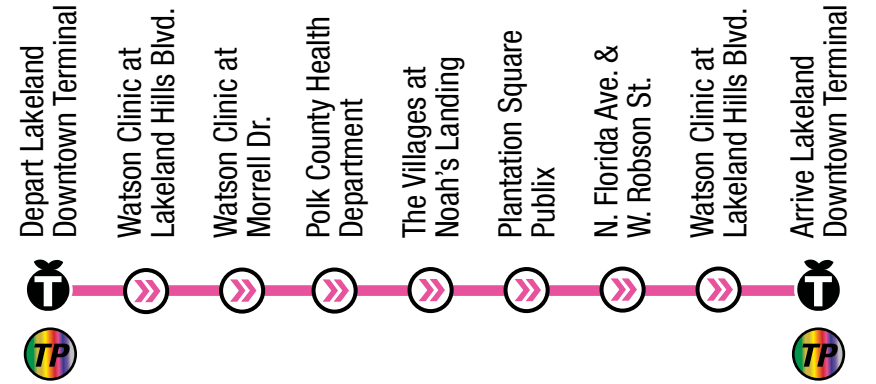 Depart Lakeland
Downtown Terminal
Watson Clinic at
Lakeland Hills Blvd.
Watson Clinic at
Morrell Dr.
Polk County Health
Department
The Villages at
Noah's Landing
Plantation Square
Publix
N. Florida Ave. &
W. Robson St.
Watson Clinic at
Lakeland Hills Blvd.
Arrive Lakeland
Downtown Terminal
T
T
TP
TP